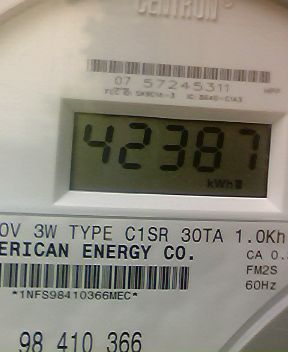 CENTRON®
07 57245311
42387
kWh
0V 3W TYPE C1SR 30TA 1.0Kh
ERICAN ENERGY CO.
CA 0.
FM2S
60Hz
*1NFS98410366MEC*
98 410 366